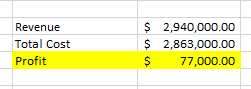 Revenue $ 2,940,000.00
Total Cost $ 2,863,000.00
Profit $ 77,000.00